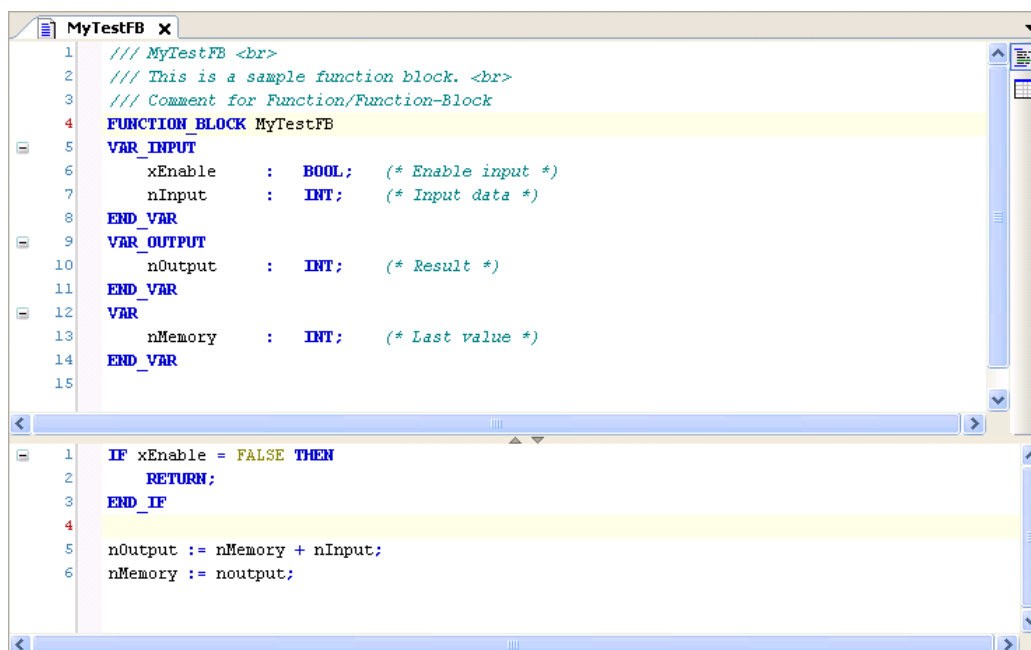 MyTestFB X
1 /// MyTestFB <br>
2 /// This is a sample function block. <br>
3 /// Comment for Function/Function-Block
4 FUNCTION_BLOCK MyTestFB
5 VAR_INPUT
6 xEnable : BOOL; (* Enable input *)
7 nInput : INT; (* Input data *)
8 END_VAR
9 VAR_OUTPUT
10 nOutput : INT; (* Result *)
11 END_VAR
12 VAR
13 nMemory : INT; (* Last value *)
14 END_VAR
15
1 IF xEnable = FALSE THEN
2 RETURN;
3 END_IF
4
5 nOutput := nMemory + nInput;
6 nMemory := noutput;